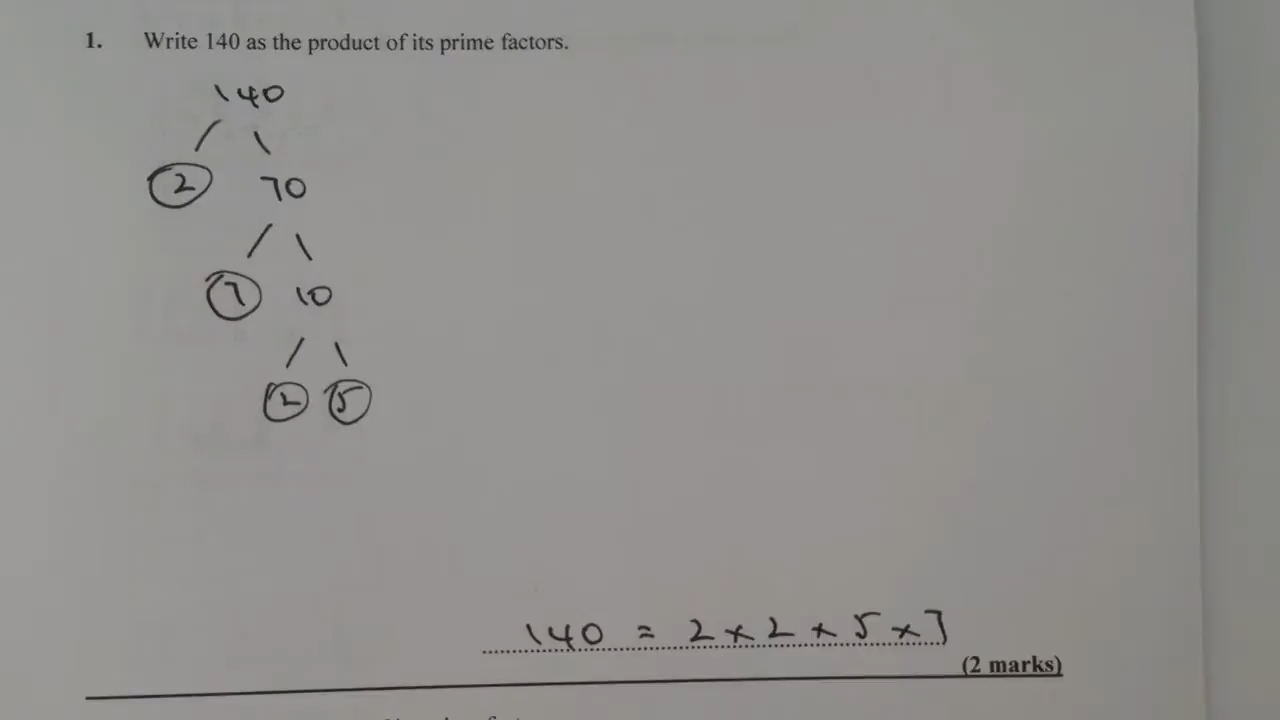 1. Write 140 as the product of its prime factors.
140
2 70
7 10
2 5
140 = 2 × 2 × 5 × 7
(2 marks)